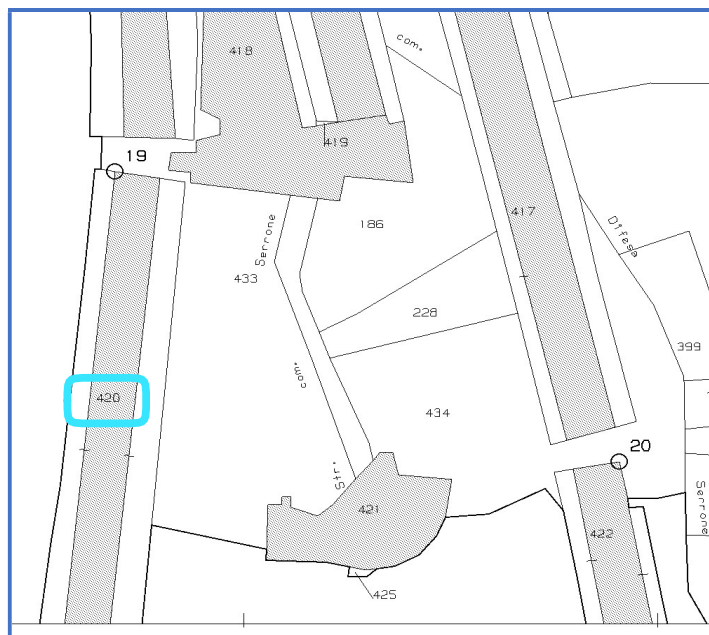 418
com.
419
19
417
186
Difesa
Serrone
433
228
399
com.
420
434
20
Str.
421
Serrone
422
425